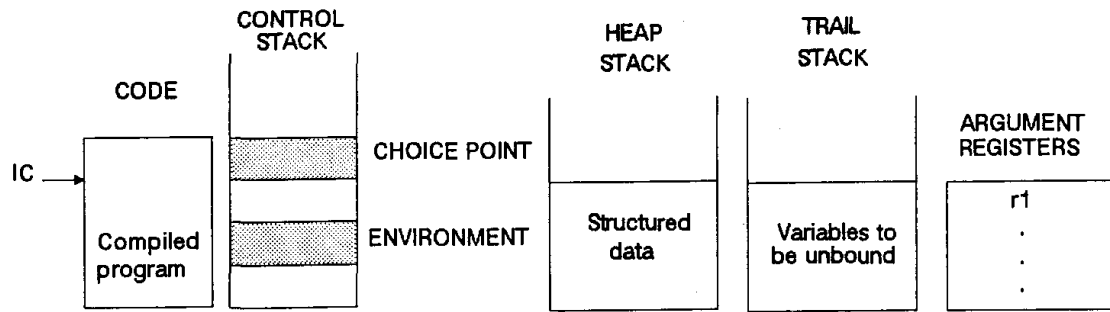 CONTROL
STACK
HEAP
STACK
TRAIL
STACK
CODE
ARGUMENT
REGISTERS
CHOICE POINT
IC
r1
.
.
.
ENVIRONMENT
Structured
data
Variables to
be unbound
Compiled
program